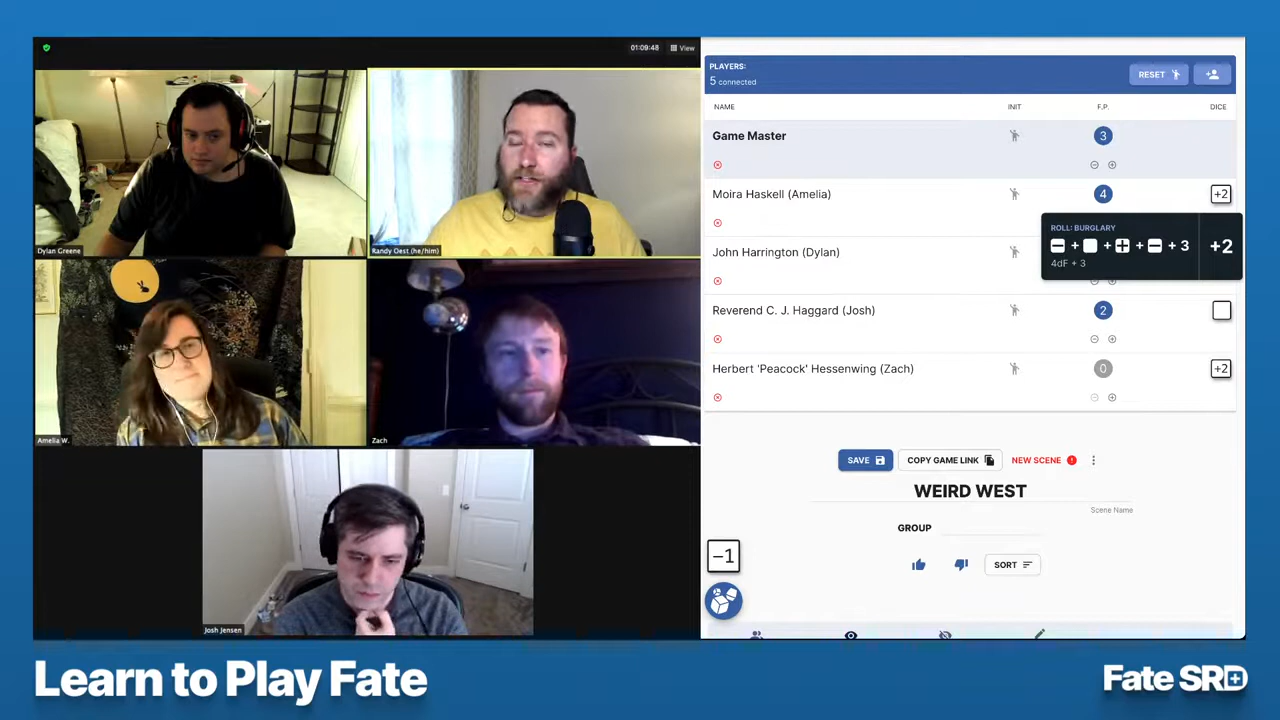 01:09:48
View
Dylan Greene
Randy Oest (he/him)
Amelia W.
Zach
Josh Jensen
PLAYERS:
5 connected
RESET
NAME INIT F.P. DICE
Game Master 3
Moira Haskell (Amelia) 4 +2
ROLL: BURGLARY
− + + + + − + 3 +2
4dF + 3
John Harrington (Dylan)
Reverend C. J. Haggard (Josh) 2
Herbert 'Peacock' Hessenwing (Zach) 0 +2
SAVE COPY GAME LINK NEW SCENE
WEIRD WEST
Scene Name
GROUP
−1
SORT
Learn to Play Fate
Fate SRD